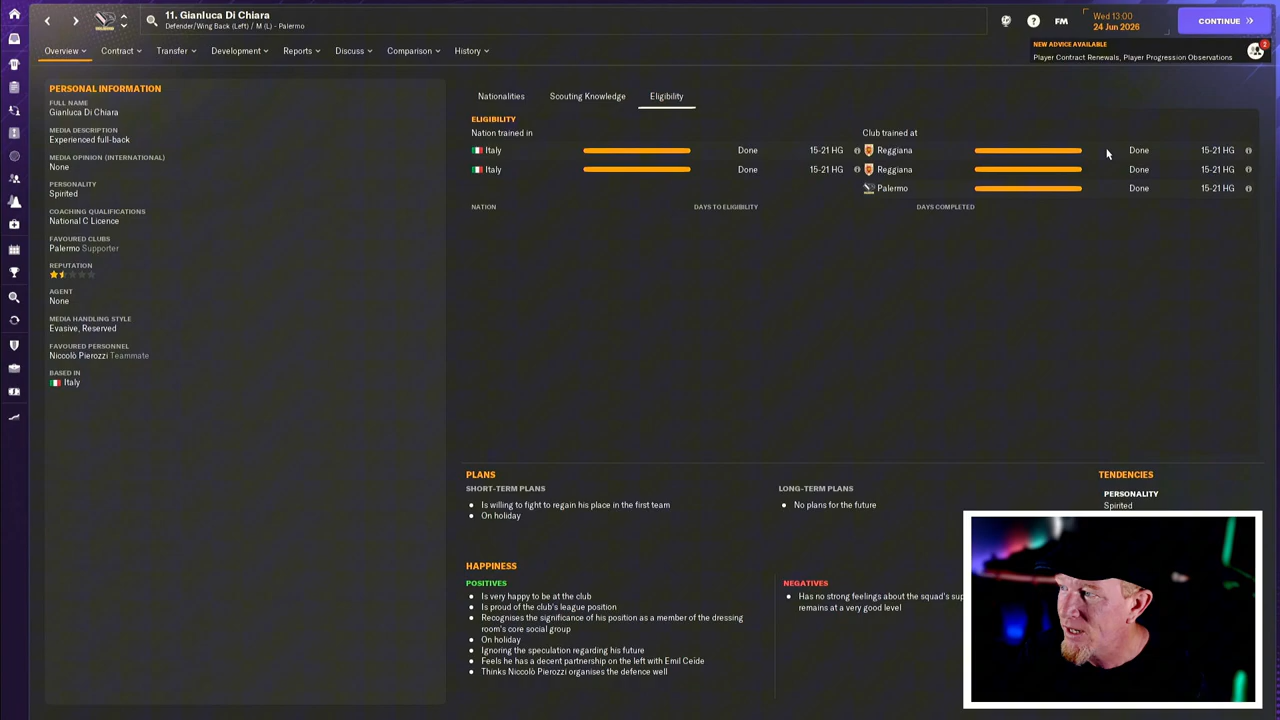 11. Gianluca Di Chiara
Defender/Wing Back (Left) / M (L) - Palermo
FM
Wed 13:00
24 Jun 2026
CONTINUE
Overview
Contract
Transfer
Development
Reports
Discuss
Comparison
History
NEW ADVICE AVAILABLE
Player Contract Renewals, Player Progression Observations
2
PERSONAL INFORMATION
FULL NAME
Gianluca Di Chiara
MEDIA DESCRIPTION
Experienced full-back
MEDIA OPINION (INTERNATIONAL)
None
PERSONALITY
Spirited
COACHING QUALIFICATIONS
National C Licence
FAVOURED CLUBS
Palermo Supporter
REPUTATION
AGENT
None
MEDIA HANDLING STYLE
Evasive, Reserved
FAVOURED PERSONNEL
Niccolò Pierozzi Teammate
BASED IN
Italy
Nationalities
Scouting Knowledge
Eligibility
ELIGIBILITY
Nation trained in
Italy Done 15-21 HG
Italy Done 15-21 HG
Club trained at
Reggiana Done 15-21 HG
Reggiana Done 15-21 HG
Palermo Done 15-21 HG
NATION
DAYS TO ELIGIBILITY
DAYS COMPLETED
PLANS
SHORT-TERM PLANS
Is willing to fight to regain his place in the first team
On holiday
LONG-TERM PLANS
No plans for the future
TENDENCIES
PERSONALITY
Spirited
HAPPINESS
POSITIVES
Is very happy to be at the club
Is proud of the club's league position
Recognises the significance of his position as a member of the dressing
room's core social group
On holiday
Ignoring the speculation regarding his future
Feels he has a decent partnership on the left with Emil Ceïde
Thinks Niccolò Pierozzi organises the defence well
NEGATIVES
Has no strong feelings about the squad's sup
remains at a very good level